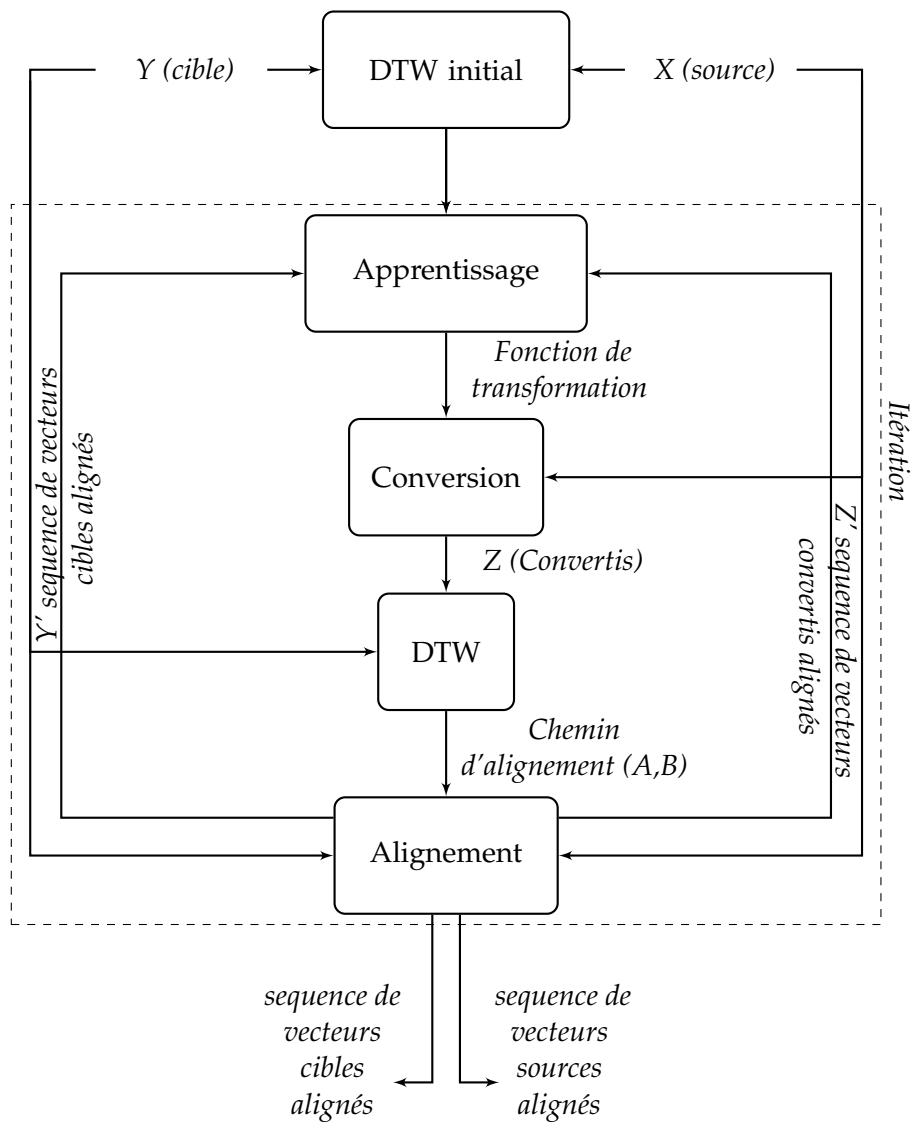 Y (cible)
DTW initial
X (source)
Apprentissage
Fonction de
transformation
Itération
Conversion
Y' sequence de vecteurs
cibles alignés
Z (Convertis)
Z' sequence de vecteurs
convertis alignés
DTW
Chemin
d'alignement (A,B)
Alignement
sequence de
vecteurs
cibles
alignés
sequence de
vecteurs
sources
alignés